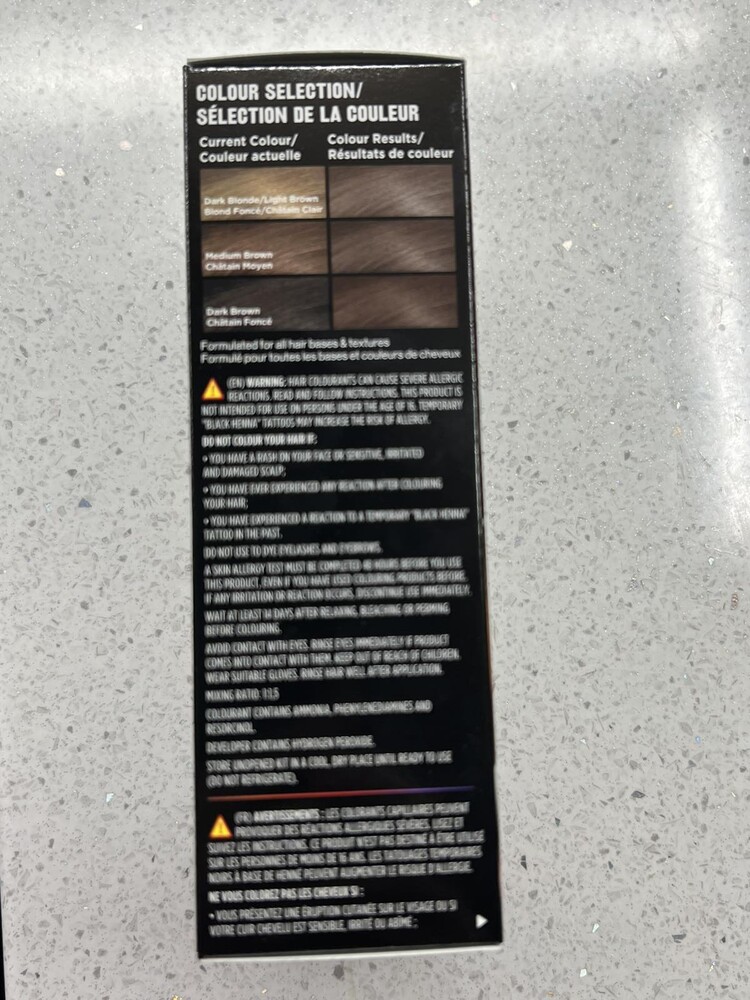 COLOUR SELECTION/
SÉLECTION DE LA COULEUR
Current Colour/
Couleur actuelle
Colour Results/
Résultats de couleur
Dark Blonde/Light Brown
Blond Foncé/Châtain Clair
Medium Brown
Châtain Moyen
Dark Brown
Châtain Foncé
Formulated for all hair bases & textures
Formulé pour toutes les bases et couleurs de cheveux
(EN) WARNING: HAIR COLOURANTS CAN CAUSE SEVERE ALLERGIC
REACTIONS. READ AND FOLLOW INSTRUCTIONS. THIS PRODUCT IS
NOT INTENDED FOR USE ON PERSONS UNDER THE AGE OF 16. TEMPORARY
"BLACK HENNA" TATTOOS MAY INCREASE THE RISK OF ALLERGY.
DO NOT COLOUR YOUR HAIR IF:
• YOU HAVE A RASH ON YOUR FACE OR SENSITIVE, IRRITATED
AND DAMAGED SCALP;
• YOU HAVE EVER EXPERIENCED ANY REACTION AFTER COLOURING
YOUR HAIR;
• YOU HAVE EXPERIENCED A REACTION TO A TEMPORARY "BLACK HENNA"
TATTOO IN THE PAST.
DO NOT USE TO DYE EYELASHES AND EYEBROWS.
A SKIN ALLERGY TEST MUST BE COMPLETED HOURS BEFORE YOU USE
THIS PRODUCT, EVEN IF YOU HAVE USED COLOURING PRODUCTS BEFORE.
IF ANY IRRITATION OR REACTION OCCURS, DISCONTINUE USE IMMEDIATELY.
WAIT AT LEAST 14 DAYS AFTER RELAXING, BLEACHING OR PERMING
BEFORE COLOURING.
AVOID CONTACT WITH EYES. RINSE EYES IMMEDIATELY IF PRODUCT
COMES INTO CONTACT WITH THEM. KEEP OUT OF REACH OF CHILDREN.
WEAR SUITABLE GLOVES. RINSE HAIR WELL AFTER APPLICATION.
MIXING RATIO: 1:1.5
COLOURANT CONTAINS AMMONIA, PHENYLENEDIAMINES AND
RESORCINOL.
DEVELOPER CONTAINS HYDROGEN PEROXIDE.
STORE UNOPENED KIT IN A COOL, DRY PLACE UNTIL READY TO USE
(DO NOT REFRIGERATE).
(FR) AVERTISSEMENTS : LES COLORANTS CAPILLAIRES PEUVENT
PROVOQUER DES RÉACTIONS ALLERGIQUES SÉVÈRES. LISEZ ET
SUIVEZ LES INSTRUCTIONS. CE PRODUIT N'EST PAS DESTINÉ À ÊTRE UTILISÉ
SUR LES PERSONNES DE MOINS DE 16 ANS. LES TATOUAGES TEMPORAIRES
NOIRS À BASE DE HENNÉ PEUVENT AUGMENTER LE RISQUE D'ALLERGIE.
NE VOUS COLOREZ PAS LES CHEVEUX SI :
• VOUS PRÉSENTEZ UNE ÉRUPTION CUTANÉE SUR LE VISAGE OU SI
VOTRE CUIR CHEVELU EST SENSIBLE, IRRITÉ OU ABÎMÉ ;